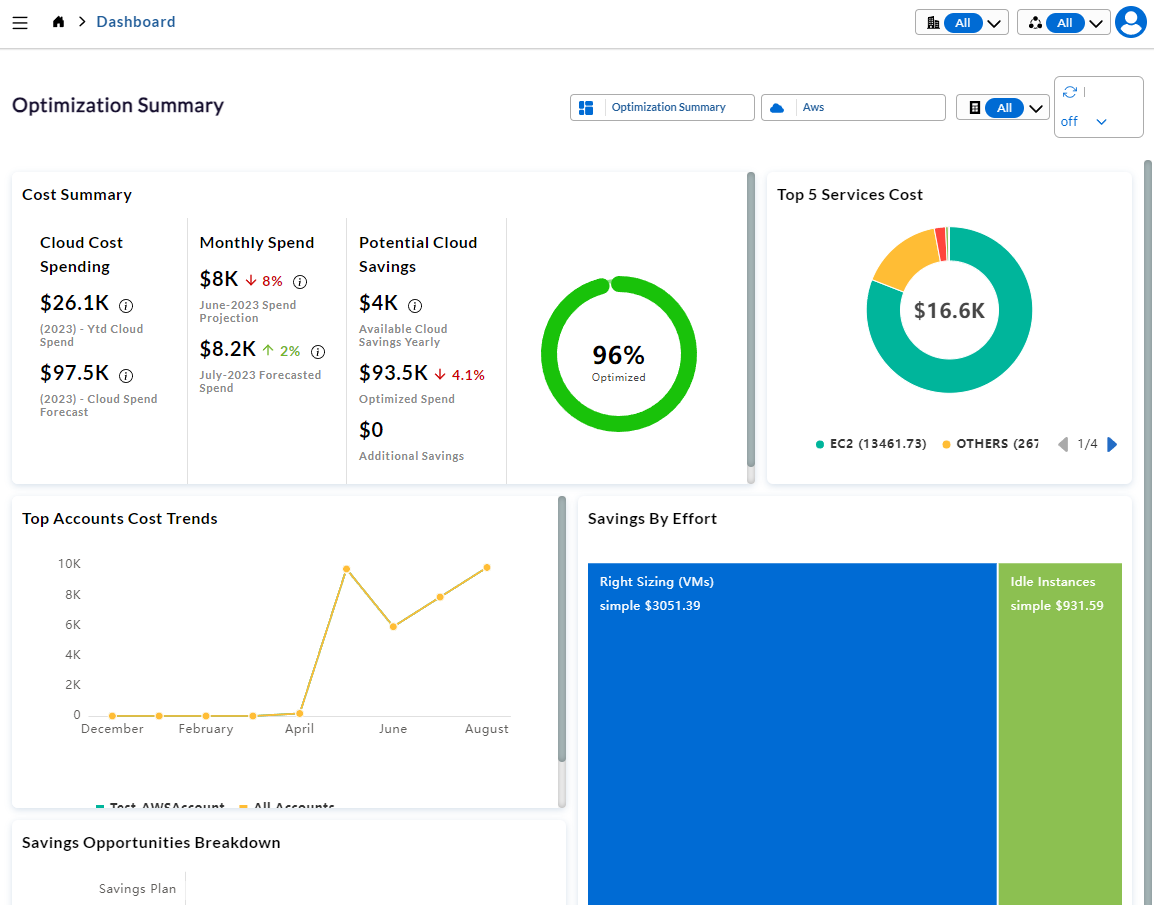 Dashboard
All
All
Optimization Summary
Optimization Summary
Aws
All
off
Cost Summary
Cloud Cost
Spending
$26.1K
(2023) - Ytd Cloud
Spend
$97.5K
(2023) - Cloud Spend
Forecast
Monthly Spend
$8K ↓ 8%
June-2023 Spend
Projection
$8.2K ↑ 2%
July-2023 Forecasted
Spend
Potential Cloud
Savings
$4K
Available Cloud
Savings Yearly
$93.5K ↓ 4.1%
Optimized Spend
$0
Additional Savings
96%
Optimized
Top 5 Services Cost
$16.6K
EC2 (13461.73)
OTHERS (267
1/4
Top Accounts Cost Trends
10K
8K
6K
4K
2K
0
December February April June August
Test-AWSAccount All Accounts
Savings By Effort
Right Sizing (VMs)
simple $3051.39
Idle Instances
simple $931.59
Savings Opportunities Breakdown
Savings Plan